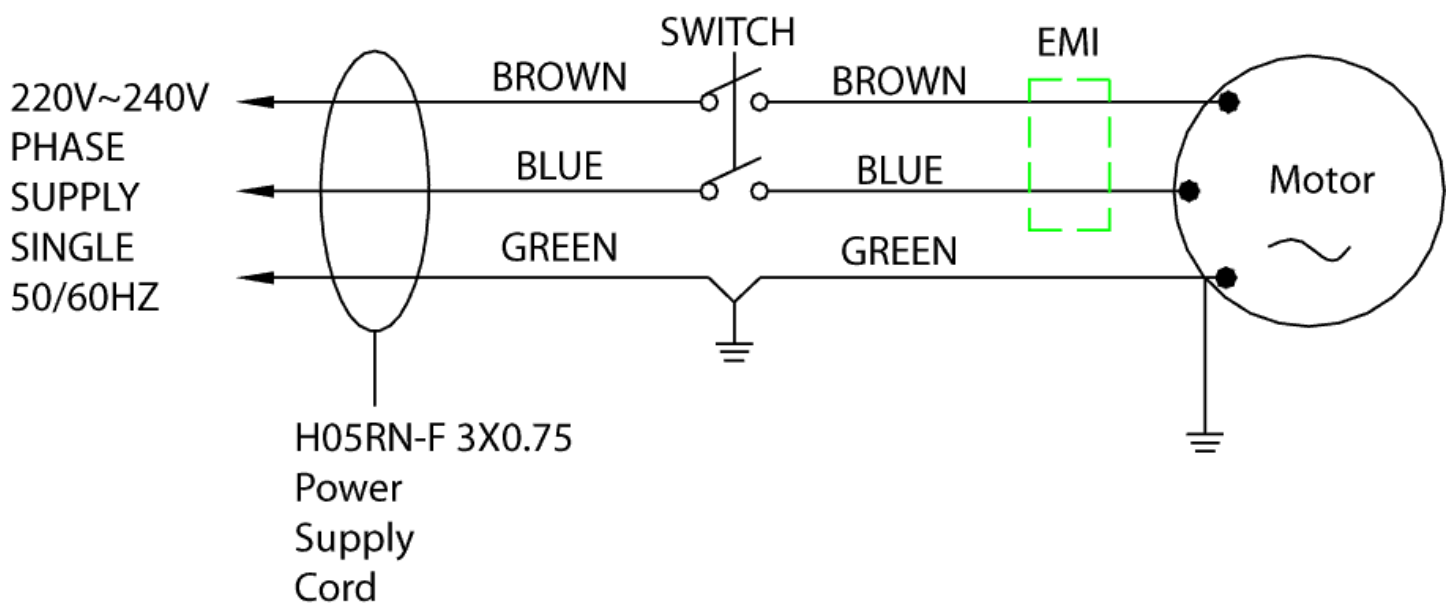 SWITCH
EMI
BROWN
BROWN
220V~240V
PHASE
SUPPLY
SINGLE
50/60HZ
BLUE
BLUE
Motor
GREEN
GREEN
H05RN-F 3X0.75
Power
Supply
Cord